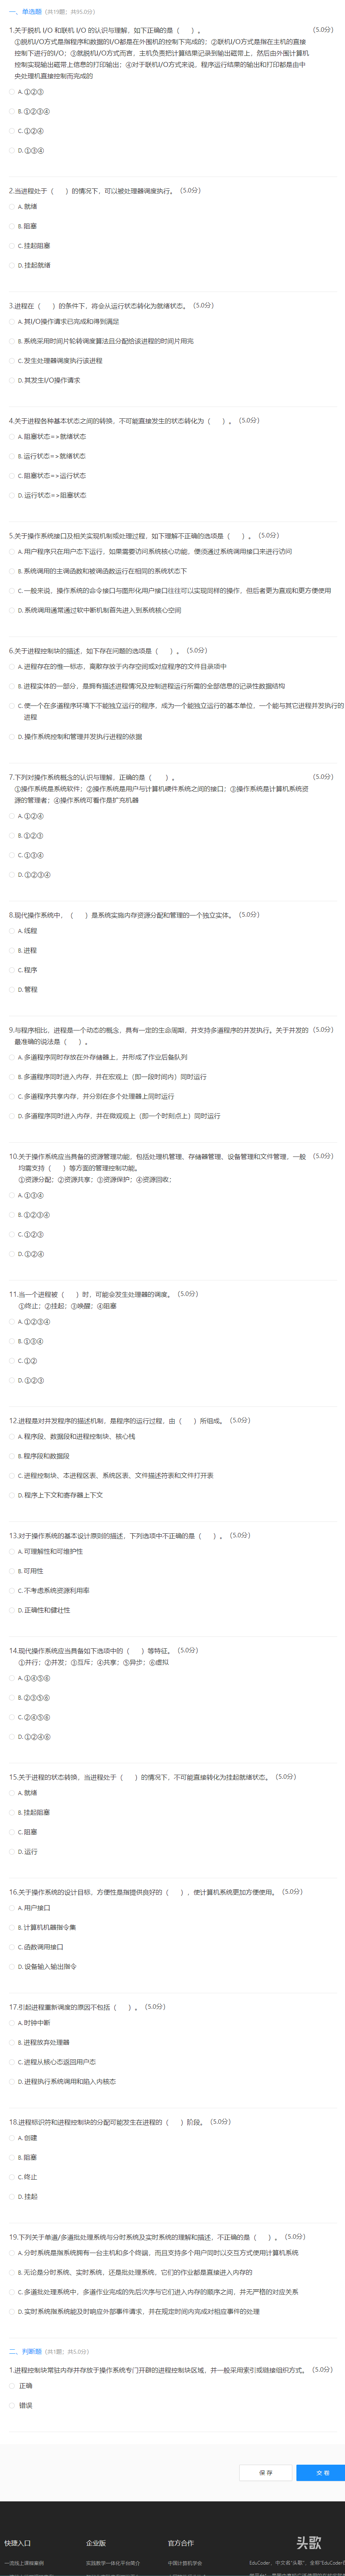 一、单选题（共19题；共95.0分）
1.关于脱机 I/O 和联机 I/O 的认识与理解，如下正确的是（ ）。 （5.0分）
①脱机I/O方式是指程序和数据的I/O都是在外围机的控制下完成的；②联机I/O方式是指在主机的直接
控制下进行的I/O；③就脱机I/O方式而言，主机负责把计算结果记录到输出磁带上，然后由外围计算机
控制实现输出磁带上信息的打印输出；④对于联机I/O方式来说，程序运行结果的输出和打印都是由中
央处理机直接控制而完成的
A. ①②③
B. ①②③④
C. ①②④
D. ①③④
2.当进程处于（ ）的情况下，可以被处理器调度执行。（5.0分）
A. 就绪
B. 阻塞
C. 挂起阻塞
D. 挂起就绪
3.进程在（ ）的条件下，将会从运行状态转化为就绪状态。（5.0分）
A. 其I/O操作请求已完成和得到满足
B. 系统采用时间片轮转调度算法且分配给该进程的时间片用完
C. 发生处理器调度执行该进程
D. 其发生I/O操作请求
4.关于进程各种基本状态之间的转换，不可能直接发生的状态转化为（ ）。（5.0分）
A. 阻塞状态=>就绪状态
B. 运行状态=>就绪状态
C. 阻塞状态=>运行状态
D. 运行状态=>阻塞状态
5.关于操作系统接口及相关实现机制或处理过程，如下理解不正确的选项是（ ）。（5.0分）
A. 用户程序只在用户态下运行，如果需要访问系统核心功能，便须通过系统调用接口来进行访问
B. 系统调用的主调函数和被调函数运行在相同的系统状态下
C. 一般来说，操作系统的命令接口与图形化用户接口往往可以实现同样的操作，但后者更为直观和更方便使用
D. 系统调用通常通过软中断机制首先进入到系统核心空间
6.关于进程控制块的描述，如下存在问题的选项是（ ）。（5.0分）
A. 进程存在的惟一标志，离散存放于内存空间或对应程序的文件目录项中
B. 进程实体的一部分，是拥有描述进程情况及控制进程运行所需的全部信息的记录性数据结构
C. 使一个在多道程序环境下不能独立运行的程序，成为一个能独立运行的基本单位，一个能与其它进程并发执行的
进程
D. 操作系统控制和管理并发执行进程的依据
7.下列对操作系统概念的认识与理解，正确的是（ ）。 （5.0分）
①操作系统是系统软件；②操作系统是用户与计算机硬件系统之间的接口；③操作系统是计算机系统资
源的管理者；④操作系统可看作是扩充机器
A. ①②④
B. ①②③
C. ①③④
D. ①②③④
8.现代操作系统中，（ ）是系统实施内存资源分配和管理的一个独立实体。（5.0分）
A. 线程
B. 进程
C. 程序
D. 管程
9.与程序相比，进程是一个动态的概念，具有一定的生命周期，并支持多道程序的并发执行。关于并发的 （5.0分）
最准确的说法是（ ）。
A. 多道程序同时存放在外存储器上，并形成了作业后备队列
B. 多道程序同时进入内存，并在宏观上（即一段时间内）同时运行
C. 多道程序共享内存，并分别在多个处理器上同时运行
D. 多道程序同时进入内存，并在微观观上（即一个时刻点上）同时运行
10.关于操作系统应当具备的资源管理功能，包括处理机管理，存储器管理、设备管理和文件管理，一般 （5.0分）
均需支持（ ）等方面的管理控制功能。
①资源分配；②资源共享；③资源保护；④资源回收；
A. ①③④
B. ①②③④
C. ①②③
D. ①②④
11.当一个进程被（ ）时，可能会发生处理器的调度。（5.0分）
①终止；②挂起；③唤醒；④阻塞
A. ①②③④
B. ①③④
C. ①②
D. ①②③
12.进程是对并发程序的描述机制，是程序的运行过程，由（ ）所组成。（5.0分）
A. 程序段、数据段和进程控制块、核心栈
B. 程序段和数据段
C. 进程控制块、本进程区表、系统区表、文件描述符表和文件打开表
D. 程序上下文和寄存器上下文
13.对于操作系统的基本设计原则的描述，下列选项中不正确的是（ ）。（5.0分）
A. 可理解性和可维护性
B. 可用性
C. 不考虑系统资源利用率
D. 正确性和健壮性
14.现代操作系统应当具备如下选项中的（ ）等特征。（5.0分）
①并行；②并发；③互斥；④共享；⑤异步；⑥虚拟
A. ①④⑤⑥
B. ②③⑤⑥
C. ②④⑤⑥
D. ①②④⑥
15.关于进程的状态转换，当进程处于（ ）的情况下，不可能直接转化为挂起就绪状态。（5.0分）
A. 就绪
B. 挂起阻塞
C. 阻塞
D. 运行
16.关于操作系统的设计目标，方便性是指提供良好的（ ），使计算机系统更加方便使用。（5.0分）
A. 用户接口
B. 计算机机器指令集
C. 函数调用接口
D. 设备输入输出指令
17.引起进程重新调度的原因不包括（ ）。（5.0分）
A. 时钟中断
B. 进程放弃处理器
C. 进程从核心态返回用户态
D. 进程执行系统调用和陷入内核态
18.进程标识符和进程控制块的分配可能发生在进程的（ ）阶段。（5.0分）
A. 创建
B. 阻塞
C. 终止
D. 挂起
19.下列关于单道/多道批处理系统与分时系统及实时系统的理解和描述，不正确的是（ ）。（5.0分）
A. 分时系统是指系统拥有一台主机和多个终端，而且支持多个用户同时以交互方式使用计算机系统
B. 无论是分时系统、实时系统，还是批处理系统，它们的作业都是直接进入内存的
C. 多道批处理系统中，多道作业完成的先后次序与它们进入内存的顺序之间，并无严格的对应关系
D. 实时系统指系统能及时响应外部事件请求，并在规定时间内完成对相应事件的处理
二、判断题（共1题；共5.0分）
1.进程控制块常驻内存并存放于操作系统专门开辟的进程控制块区域，并一般采用索引或链接组织方式。（5.0分）
正确
错误
保 存 交 卷
快捷入口 企业版 官方合作 头歌
一流线上课程案例 实践教学一体化平台简介 中国计算机学会 EduCoder，中文名“头歌”，全称“EduCoder